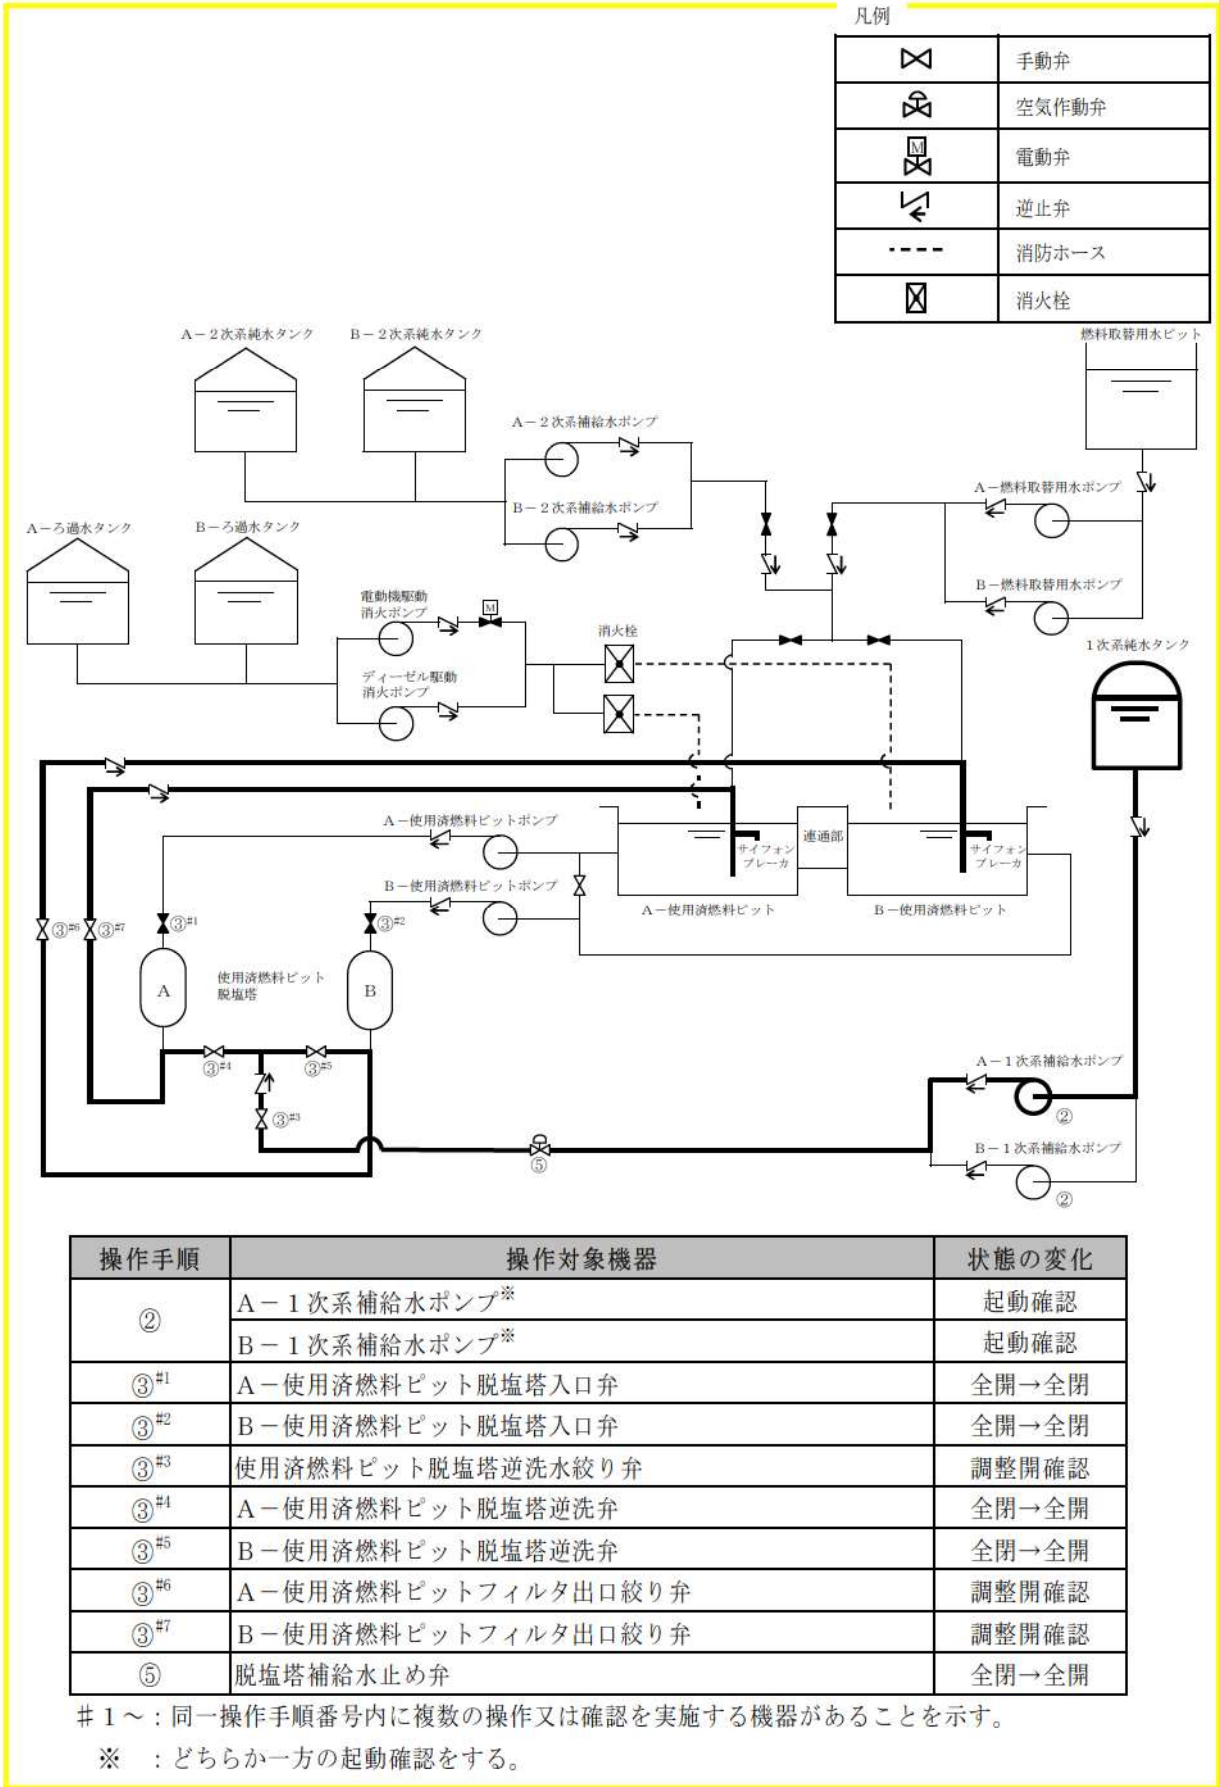 凡例
手動弁
空気作動弁
M
電動弁
逆止弁
消防ホース
消火栓
A－２次系純水タンク
B－２次系純水タンク
燃料取替用水ピット
A－２次系補給水ポンプ
B－２次系補給水ポンプ
A－燃料取替用水ポンプ
B－燃料取替用水ポンプ
A－ろ過水タンク
B－ろ過水タンク
電動機駆動
消火ポンプ
M
ディーゼル駆動
消火ポンプ
消火栓
１次系純水タンク
A－使用済燃料ピットポンプ
B－使用済燃料ピットポンプ
サイフォン
ブレーカ
連通部
サイフォン
ブレーカ
A－使用済燃料ピット
B－使用済燃料ピット
③#6
③#7
③#1
③#2
A
使用済燃料ピット
脱塩塔
B
③#4
③#5
③#3
⑤
A－１次系補給水ポンプ
②
B－１次系補給水ポンプ
②
操作手順 操作対象機器 状態の変化
② A－１次系補給水ポンプ※ 起動確認
B－１次系補給水ポンプ※ 起動確認
③#1 A－使用済燃料ピット脱塩塔入口弁 全開→全閉
③#2 B－使用済燃料ピット脱塩塔入口弁 全開→全閉
③#3 使用済燃料ピット脱塩塔逆洗水絞り弁 調整開確認
③#4 A－使用済燃料ピット脱塩塔逆洗弁 全閉→全開
③#5 B－使用済燃料ピット脱塩塔逆洗弁 全閉→全開
③#6 A－使用済燃料ピットフィルタ出口絞り弁 調整開確認
③#7 B－使用済燃料ピットフィルタ出口絞り弁 調整開確認
⑤ 脱塩塔補給水止め弁 全閉→全開
＃１～：同一操作手順番号内に複数の操作又は確認を実施する機器があることを示す。
※ ：どちらか一方の起動確認をする。